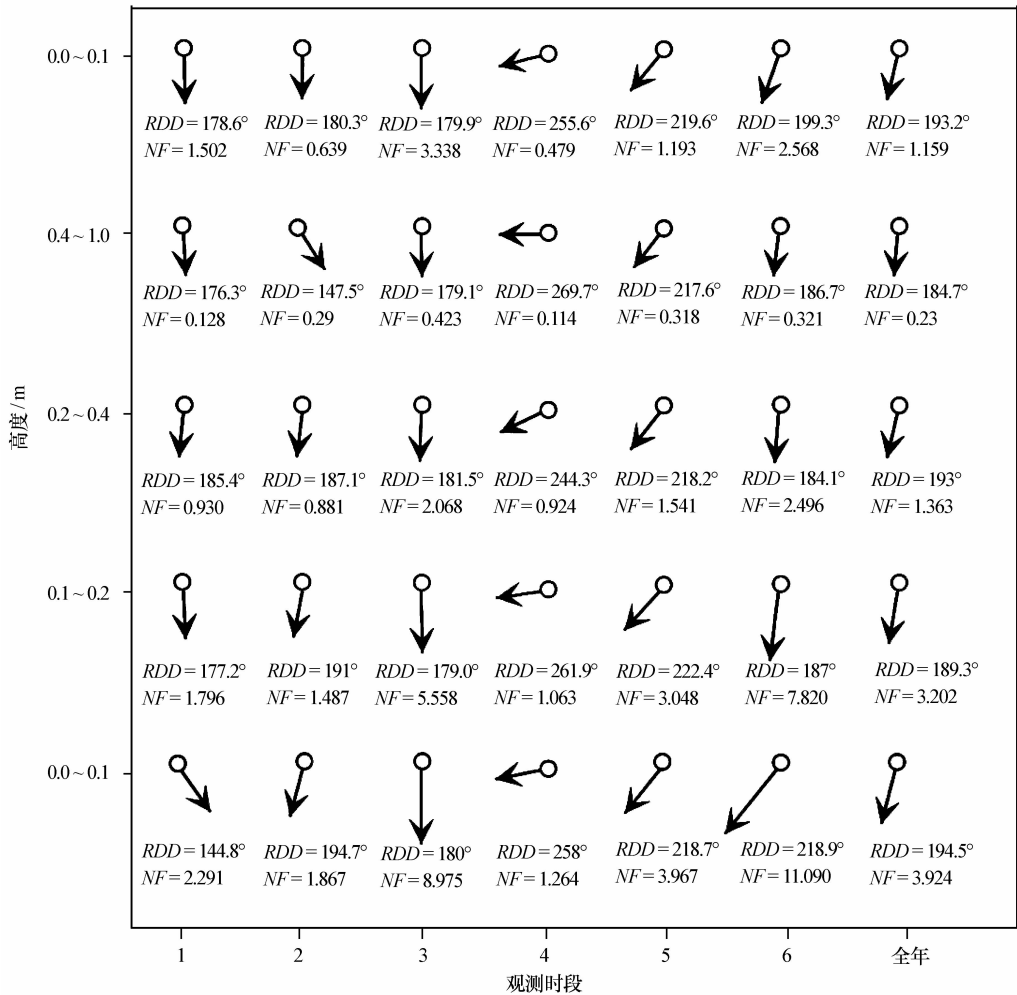 0.0~0.1
RDD=178.6° RDD=180.3° RDD=179.9° RDD=255.6° RDD=219.6° RDD=199.3° RDD=193.2°
NF=1.502 NF=0.639 NF=3.338 NF=0.479 NF=1.193 NF=2.568 NF=1.159
0.4~1.0
RDD=176.3° RDD=147.5° RDD=179.1° RDD=269.7° RDD=217.6° RDD=186.7° RDD=184.7°
NF=0.128 NF=0.29 NF=0.423 NF=0.114 NF=0.318 NF=0.321 NF=0.23
高度/m
0.2~0.4
RDD=185.4° RDD=187.1° RDD=181.5° RDD=244.3° RDD=218.2° RDD=184.1° RDD=193°
NF=0.930 NF=0.881 NF=2.068 NF=0.924 NF=1.541 NF=2.496 NF=1.363
0.1~0.2
RDD=177.2° RDD=191° RDD=179.0° RDD=261.9° RDD=222.4° RDD=187° RDD=189.3°
NF=1.796 NF=1.487 NF=5.558 NF=1.063 NF=3.048 NF=7.820 NF=3.202
0.0~0.1
RDD=144.8° RDD=194.7° RDD=180° RDD=258° RDD=218.7° RDD=218.9° RDD=194.5°
NF=2.291 NF=1.867 NF=8.975 NF=1.264 NF=3.967 NF=11.090 NF=3.924
1 2 3 4 5 6 全年
观测时段